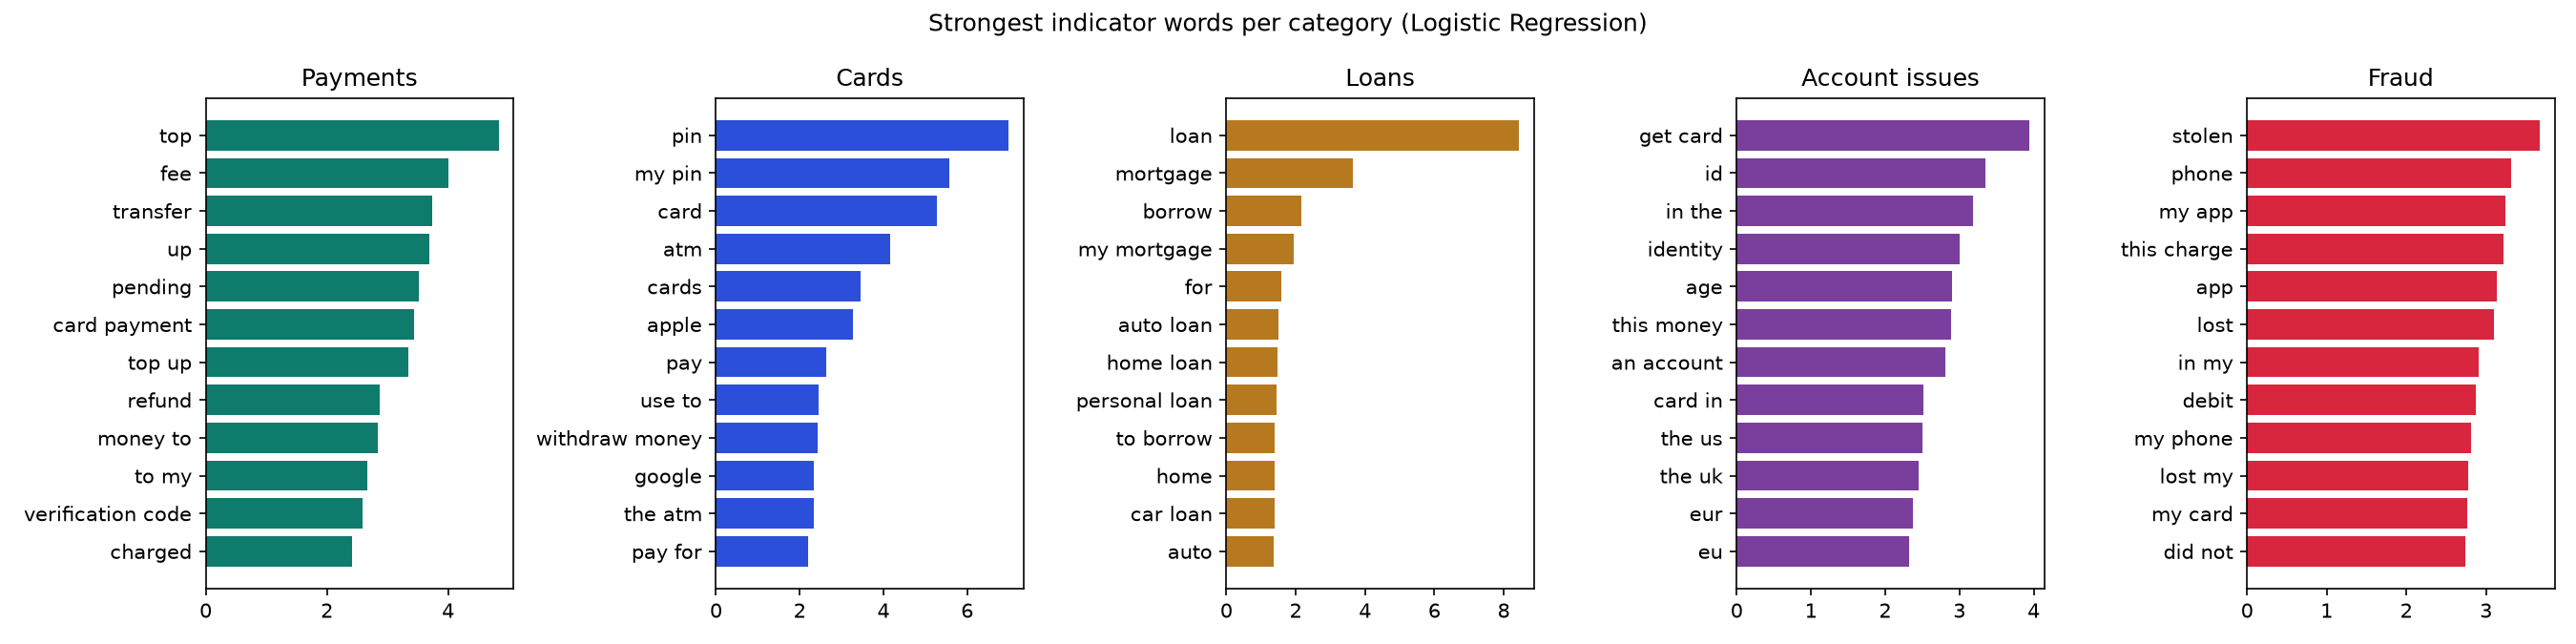 Strongest indicator words per category (Logistic Regression)
Payments
top
fee
transfer
up
pending
card payment
top up
refund
money to
to my
verification code
charged
0 2 4
Cards
pin
my pin
card
atm
cards
apple
pay
use to
withdraw money
google
the atm
pay for
0 2 4 6
Loans
loan
mortgage
borrow
my mortgage
for
auto loan
home loan
personal loan
to borrow
home
car loan
auto
0 2 4 6 8
Account issues
get card
id
in the
identity
age
this money
an account
card in
the us
the uk
eur
eu
0 1 2 3 4
Fraud
stolen
phone
my app
this charge
app
lost
in my
debit
my phone
lost my
my card
did not
0 1 2 3